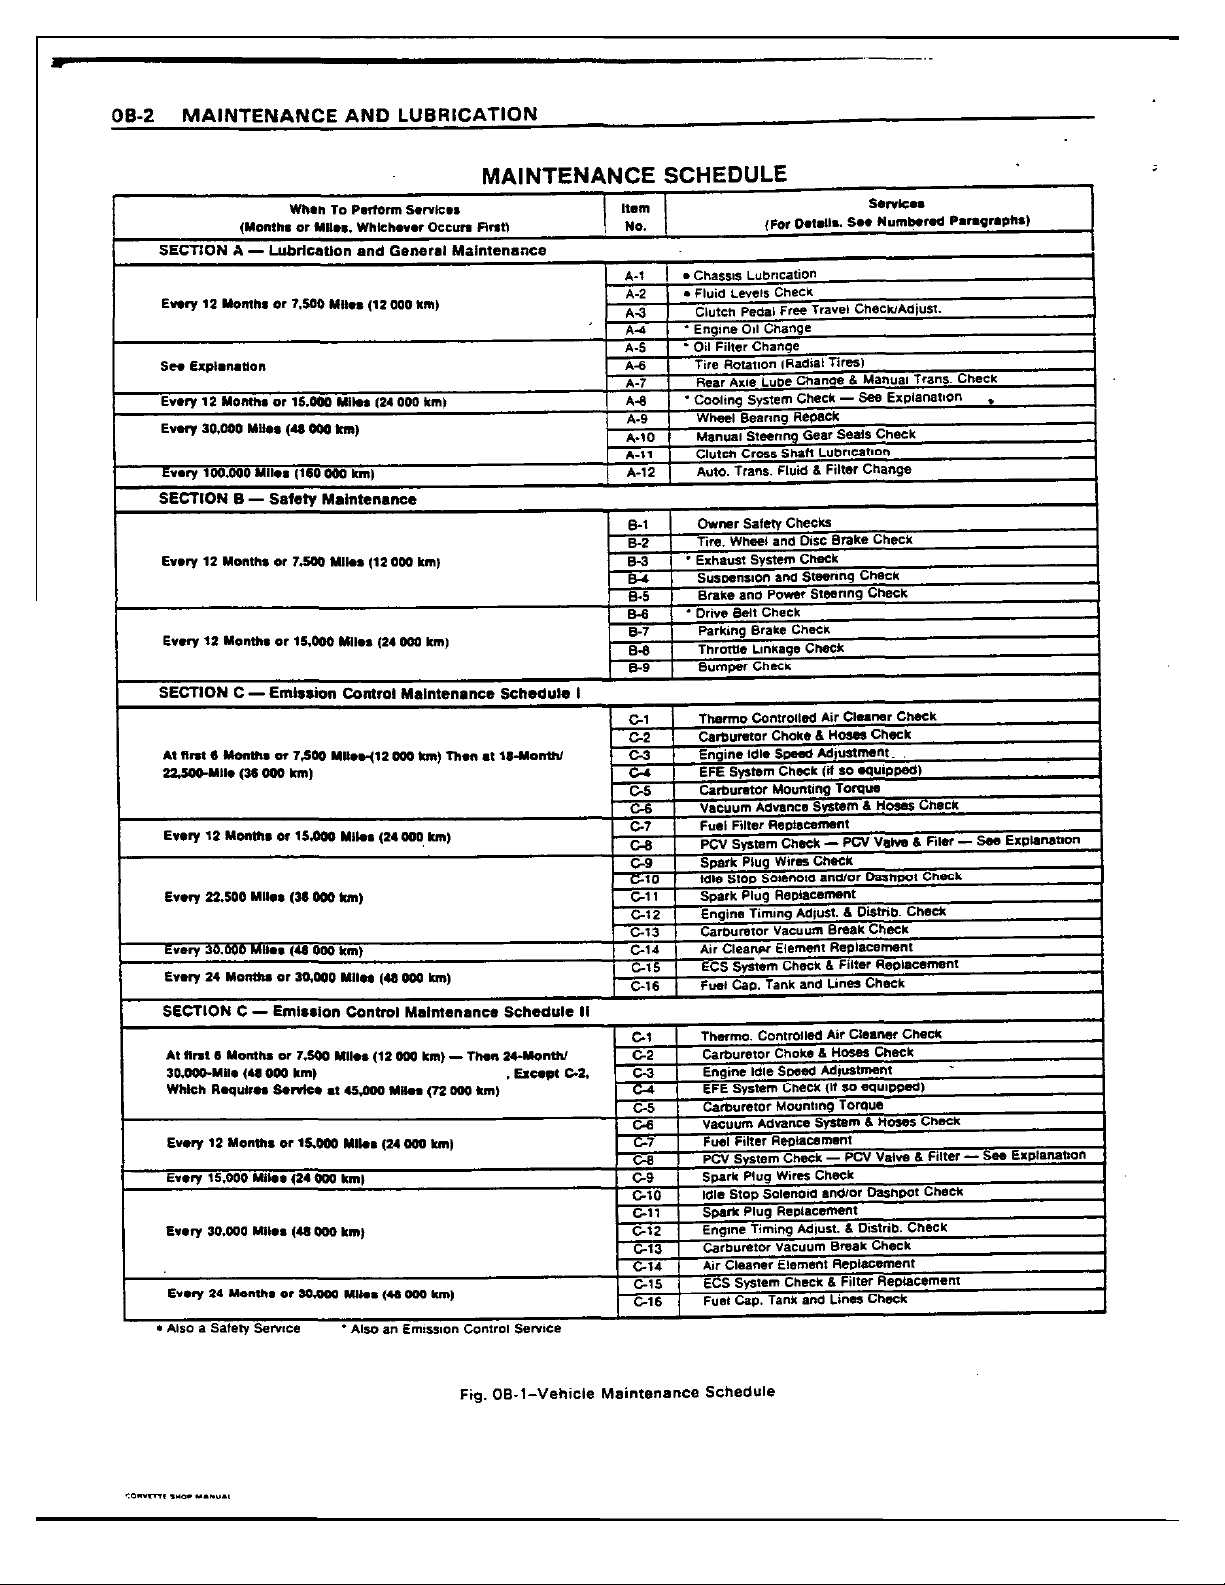 0B-2 MAINTENANCE AND LUBRICATION
MAINTENANCE SCHEDULE
When To Perform Services
(Months or Miles, Whichever Occurs First)
Item
No.
Services
(For Details, See Numbered Paragraphs)
SECTION A — Lubrication and General Maintenance
Every 12 Months or 7,500 Miles (12 000 km)
A-1 • Chassis Lubrication
A-2 • Fluid Levels Check
A-3 Clutch Pedal Free Travel Check/Adjust.
A-4 * Engine Oil Change
See Explanation
A-5 * Oil Filter Change
A-6 Tire Rotation (Radial Tires)
A-7 Rear Axle Lube Change & Manual Trans. Check
Every 12 Months or 15,000 Miles (24 000 km) A-8 * Cooling System Check — See Explanation
Every 30,000 Miles (48 000 km)
A-9 Wheel Bearing Repack
A-10 Manual Steering Gear Seals Check
A-11 Clutch Cross Shaft Lubrication
Every 100,000 Miles (160 000 km) A-12 Auto. Trans. Fluid & Filter Change
SECTION B — Safety Maintenance
Every 12 Months or 7,500 Miles (12 000 km)
B-1 Owner Safety Checks
B-2 Tire, Wheel and Disc Brake Check
B-3 * Exhaust System Check
B-4 Suspension and Steering Check
B-5 Brake and Power Steering Check
Every 12 Months or 15,000 Miles (24 000 km)
B-6 * Drive Belt Check
B-7 Parking Brake Check
B-8 Throttle Linkage Check
B-9 Bumper Check
SECTION C — Emission Control Maintenance Schedule I
At first 6 Months or 7,500 Miles-(12 000 km) Then at 18-Month/
22,500-Mile (36 000 km)
C-1 Thermo Controlled Air Cleaner Check
C-2 Carburetor Choke & Hoses Check
C-3 Engine Idle Speed Adjustment
C-4 EFE System Check (if so equipped)
C-5 Carburetor Mounting Torque
C-6 Vacuum Advance System & Hoses Check
Every 12 Months or 15,000 Miles (24 000 km)
C-7 Fuel Filter Replacement
C-8 PCV System Check — PCV Valve & Filer — See Explanation
Every 22,500 Miles (36 000 km)
C-9 Spark Plug Wires Check
C-10 Idle Stop Solenoid and/or Dashpot Check
C-11 Spark Plug Replacement
C-12 Engine Timing Adjust. & Distrib. Check
C-13 Carburetor Vacuum Break Check
Every 30,000 Miles (48 000 km) C-14 Air Cleaner Element Replacement
Every 24 Months or 30,000 Miles (48 000 km)
C-15 ECS System Check & Filter Replacement
C-16 Fuel Cap, Tank and Lines Check
SECTION C — Emission Control Maintenance Schedule II
At first 6 Months or 7,500 Miles (12 000 km) — Then 24-Month/
30,000-Mile (48 000 km) , Except C-2,
Which Requires Service at 45,000 Miles (72 000 km)
C-1 Thermo. Controlled Air Cleaner Check
C-2 Carburetor Choke & Hoses Check
C-3 Engine Idle Speed Adjustment
C-4 EFE System Check (if so equipped)
C-5 Carburetor Mounting Torque
Every 12 Months or 15,000 Miles (24 000 km)
C-6 Vacuum Advance System & Hoses Check
C-7 Fuel Filter Replacement
C-8 PCV System Check — PCV Valve & Filter — See Explanation
Every 15,000 Miles (24 000 km) C-9 Spark Plug Wires Check
Every 30,000 Miles (48 000 km)
C-10 Idle Stop Solenoid and/or Dashpot Check
C-11 Spark Plug Replacement
C-12 Engine Timing Adjust. & Distrib. Check
C-13 Carburetor Vacuum Break Check
C-14 Air Cleaner Element Replacement
Every 24 Months or 30,000 Miles (48 000 km)
C-15 ECS System Check & Filter Replacement
C-16 Fuel Cap, Tank and Lines Check
• Also a Safety Service * Also an Emission Control Service
Fig. 0B-1–Vehicle Maintenance Schedule
CORVETTE SHOP MANUAL